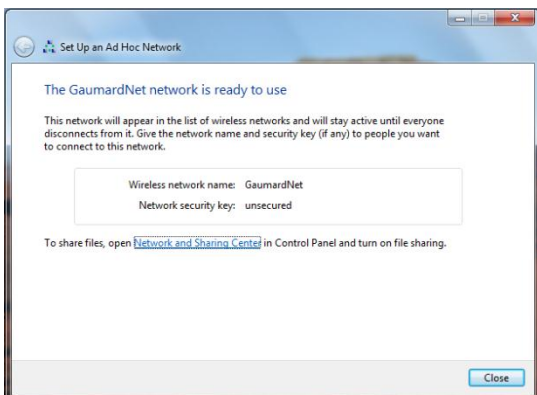 Set Up an Ad Hoc Network
The GaumardNet network is ready to use
This network will appear in the list of wireless networks and will stay active until everyone
disconnects from it. Give the network name and security key (if any) to people you want
to connect to this network.
Wireless network name: GaumardNet
Network security key: unsecured
To share files, open Network and Sharing Center in Control Panel and turn on file sharing.
Close